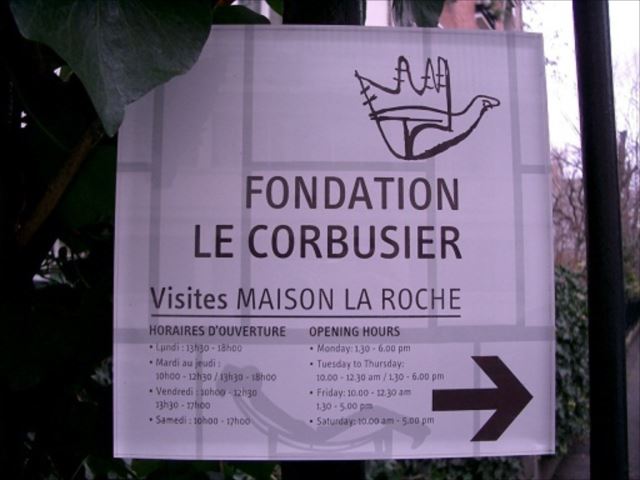 FONDATION
LE CORBUSIER
Visites MAISON LA ROCHE
HORAIRES D'OUVERTURE
• Lundi : 13h30 - 18h00
• Mardi au jeudi :
10h00 - 12h30 / 13h30 - 18h00
• Vendredi : 10h00 - 12h30
13h30 - 17h00
• Samedi : 10h00 - 17h00
OPENING HOURS
• Monday: 1.30 - 6.00 pm
• Tuesday to Thursday:
10.00 - 12.30 am / 1.30 - 6.00 pm
• Friday: 10.00 - 12.30 am
1.30 - 5.00 pm
• Saturday: 10.00 am - 5.00 pm